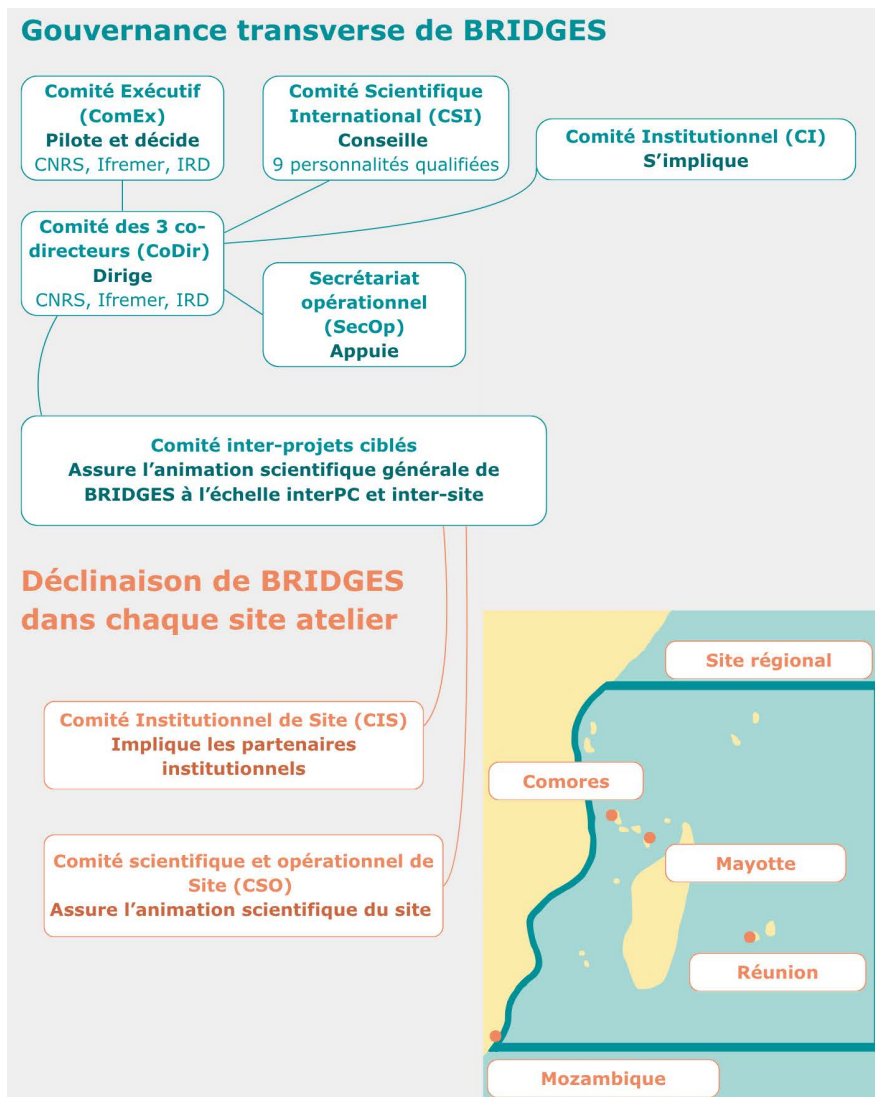 Gouvernance transverse de BRIDGES
Comité Exécutif
(ComEx)
Pilote et décide
CNRS, Ifremer, IRD
Comité Scientifique
International (CSI)
Conseille
9 personnalités qualifiées
Comité Institutionnel (CI)
S’implique
Comité des 3 co-
directeurs (CoDir)
Dirige
CNRS, Ifremer, IRD
Secrétariat
opérationnel
(SecOp)
Appuie
Comité inter-projets ciblés
Assure l’animation scientifique générale de
BRIDGES à l’échelle interPC et inter-site
Déclinaison de BRIDGES
dans chaque site atelier
Comité Institutionnel de Site (CIS)
Implique les partenaires
institutionnels
Comité scientifique et opérationnel de
Site (CSO)
Assure l’animation scientifique du site
Site régional
Comores
Mayotte
Réunion
Mozambique